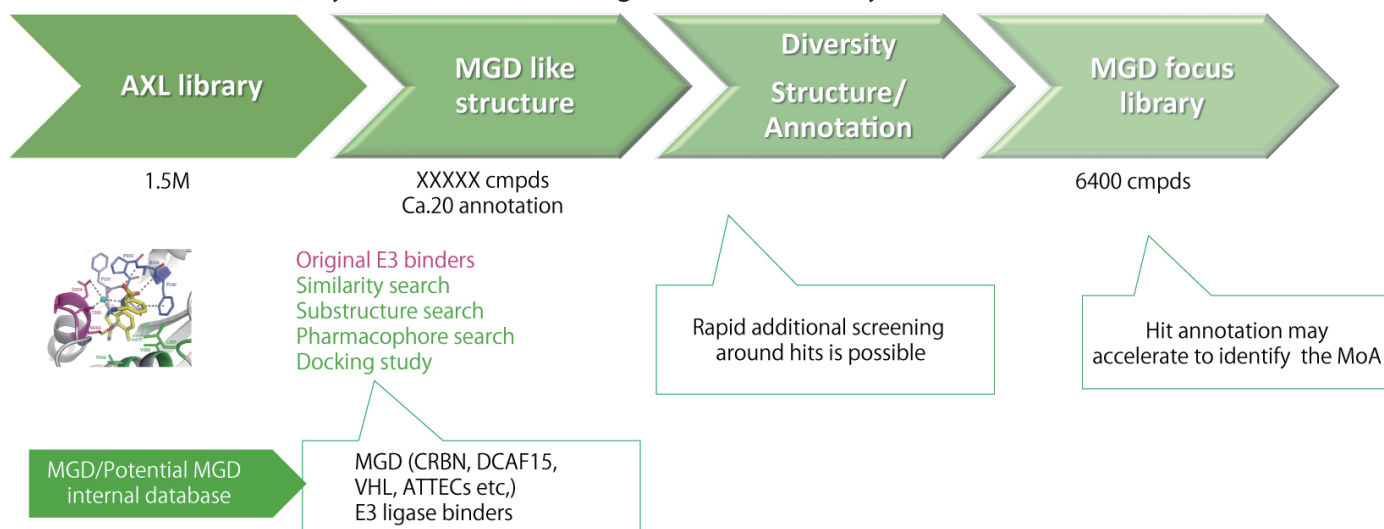 AXL library
MGD like
structure
Diversity
Structure/
Annotation
MGD focus
library
1.5M
XXXXX cmpds
Ca.20 annotation
6400 cmpds
Original E3 binders
Similarity search
Substructure search
Pharmacophore search
Docking study
Rapid additional screening
around hits is possible
Hit annotation may
accelerate to identify the MoA
MGD/Potential MGD
internal database
MGD (CRBN, DCAF15,
VHL, ATTECs etc,)
E3 ligase binders